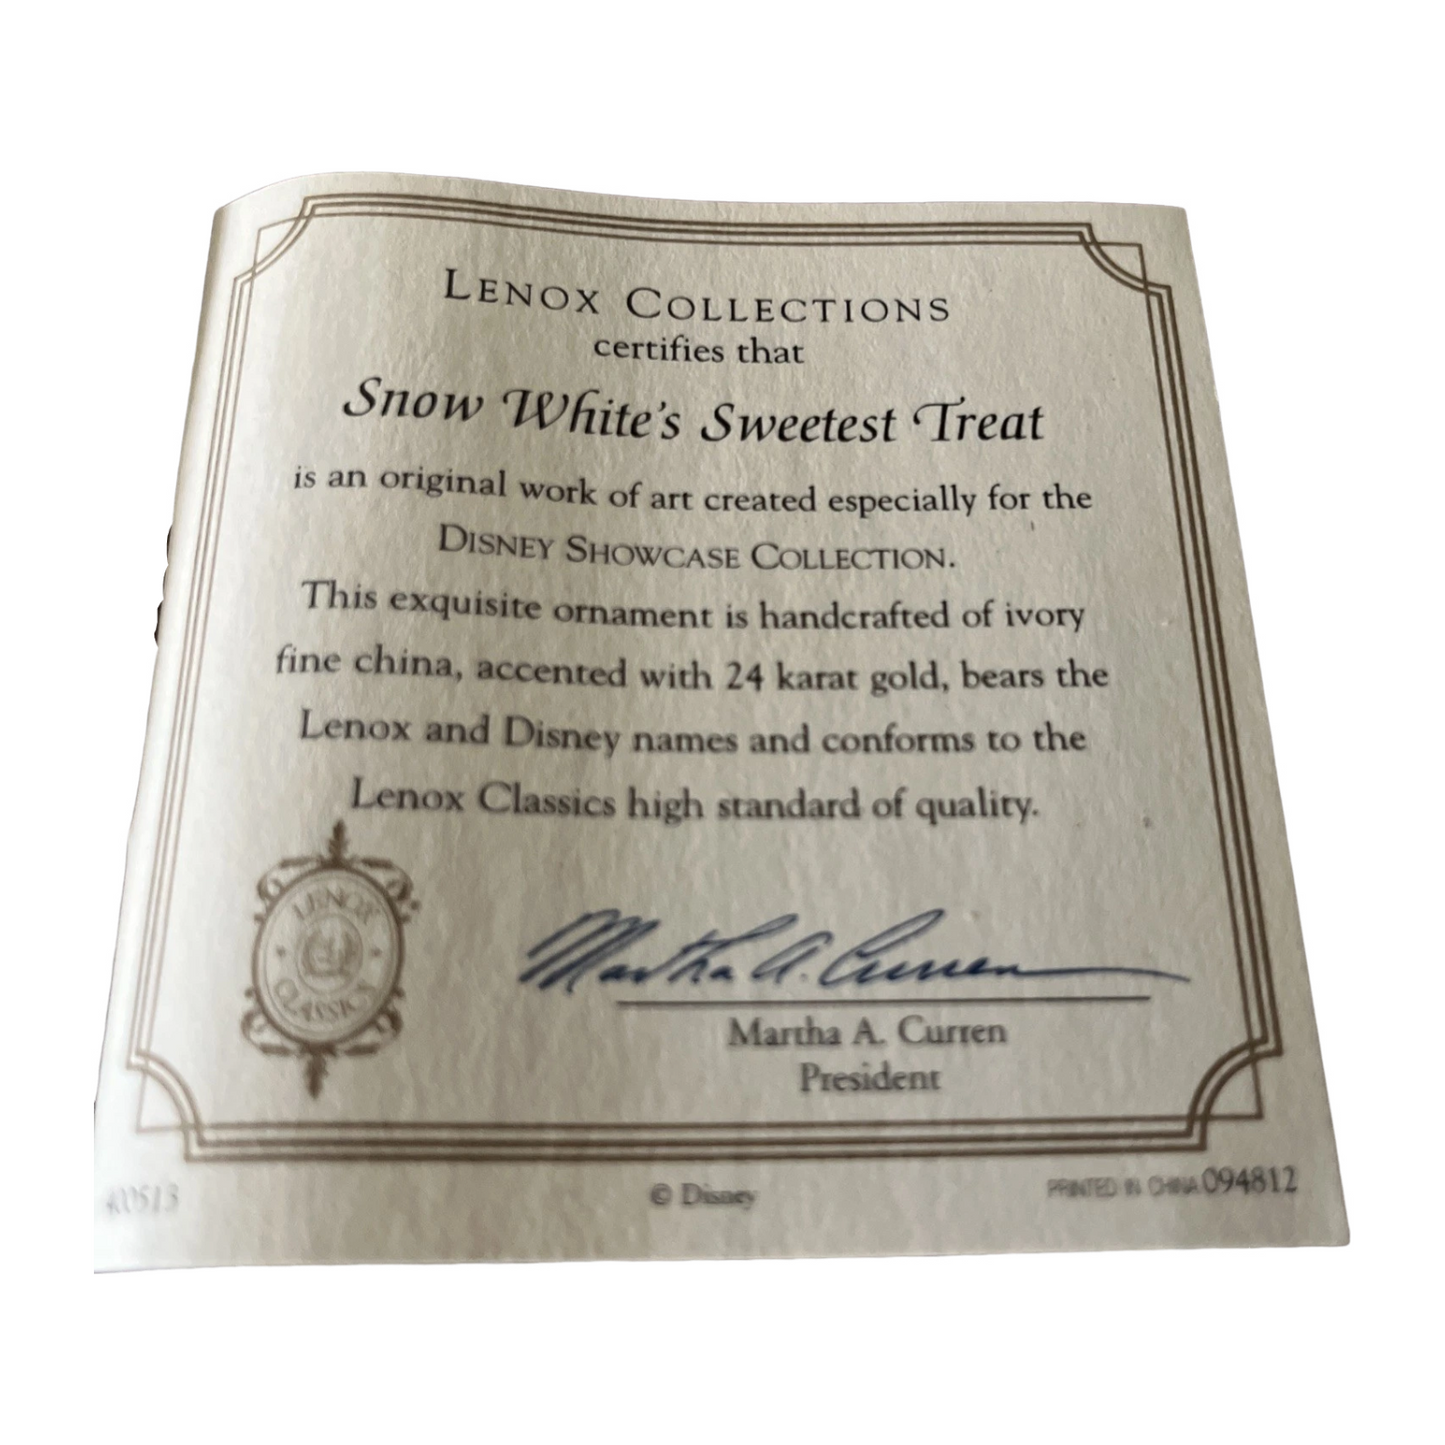 LENOX COLLECTIONS
certifies that
Snow White's Sweetest Treat
is an original work of art created especially for the
DISNEY SHOWCASE COLLECTION.
This exquisite ornament is handcrafted of ivory
fine china, accented with 24 karat gold, bears the
Lenox and Disney names and conforms to the
Lenox Classics high standard of quality.
LENOX
CLASSICS
Martha A. Curren
Martha A. Curren
President
© Disney
PRINTED IN CHINA 094812